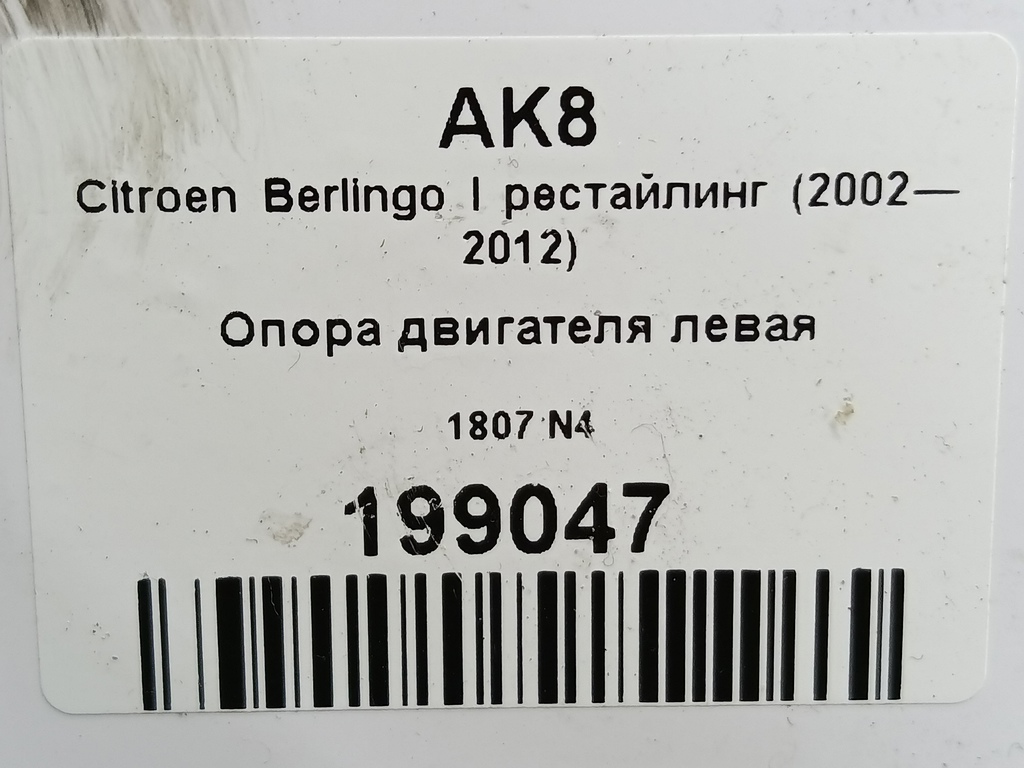 AK8
Citroen Berlingo I рестайлинг (2002—
2012)
Опора двигателя левая
1807 N4
199047